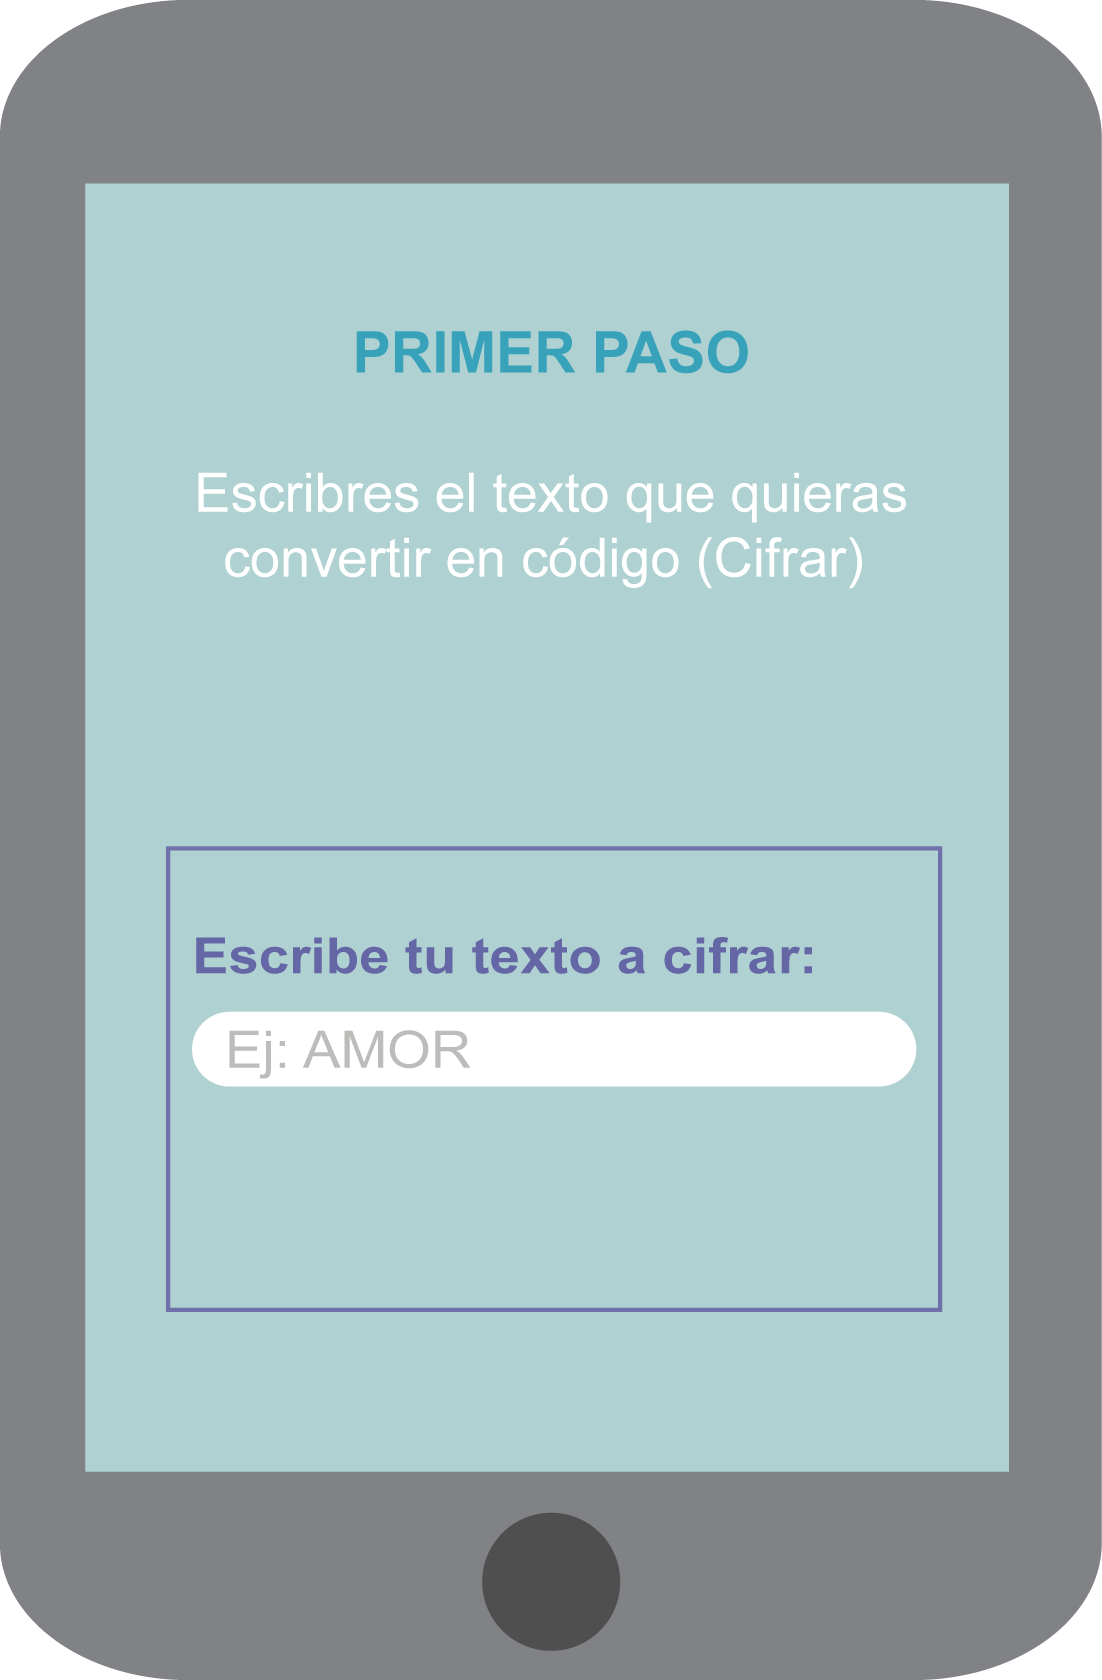 PRIMER PASO
Escribres el texto que quieras
convertir en código (Cifrar)
Escribe tu texto a cifrar:
Ej: AMOR